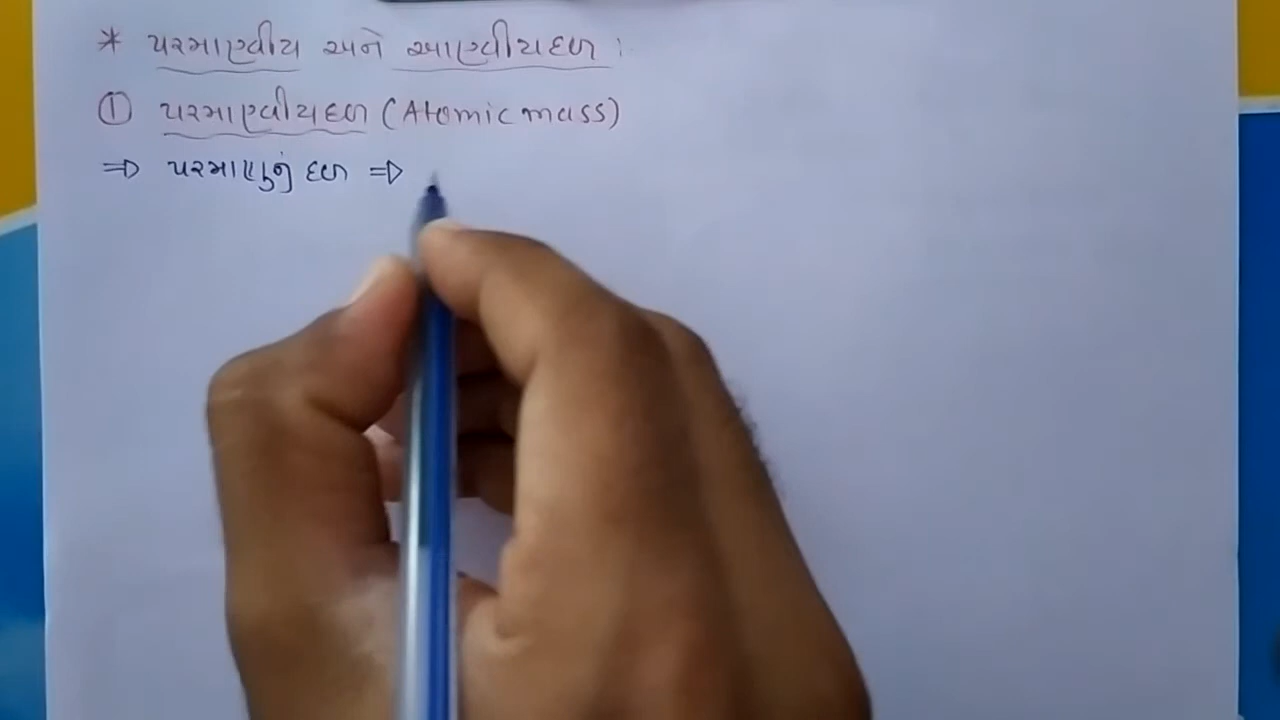 * પરમાણ્વીય અને આણ્વીયદળ :
① પરમાણ્વીયદળ (Atomic mass)
⇒ પરમાણુનું દળ ⇒